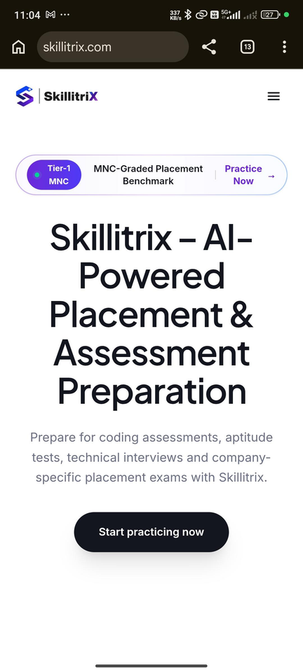 11:04
337 KB/s
5G+
27
skillitrix.com
13
SkillitriX
Tier-1
MNC
MNC-Graded Placement
Benchmark
Practice
Now →
Skillitrix – AI-
Powered
Placement &
Assessment
Preparation
Prepare for coding assessments, aptitude
tests, technical interviews and company-
specific placement exams with Skillitrix.
Start practicing now